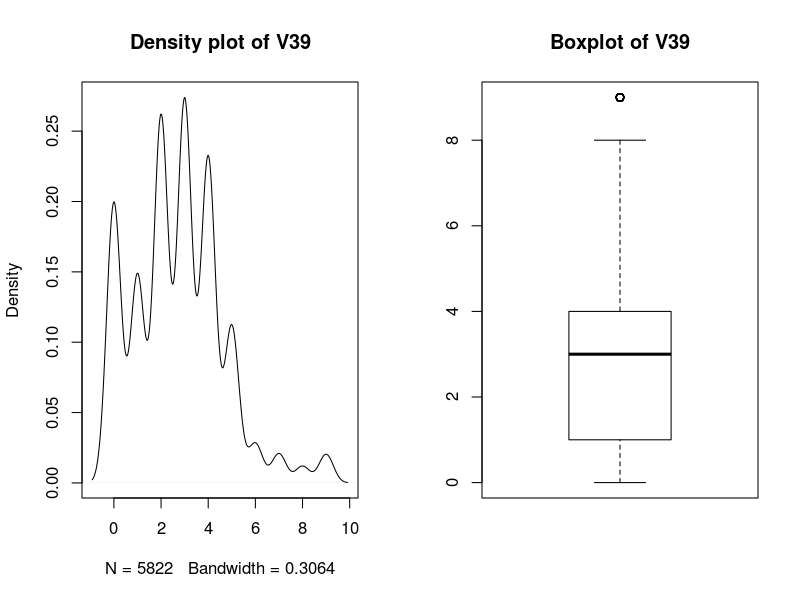 Density plot of V39
Density
0.00
0.05
0.10
0.15
0.20
0.25
0 2 4 6 8 10
N = 5822 Bandwidth = 0.3064
Boxplot of V39
0
2
4
6
8